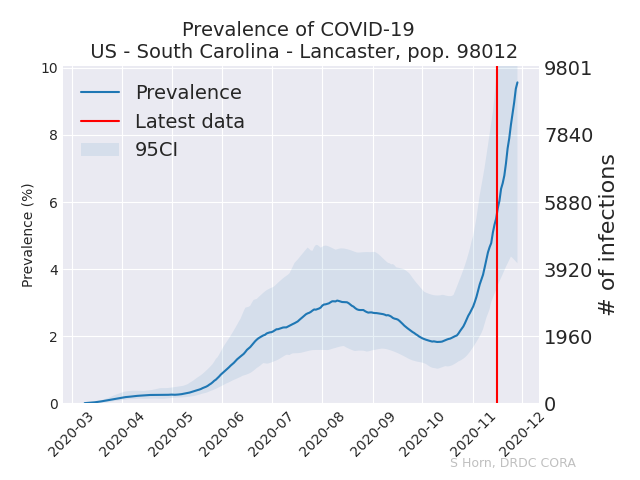 Prevalence of COVID-19
US - South Carolina - Lancaster, pop. 98012
Prevalence
Latest data
95CI
Prevalence (%)
10
8
6
4
2
0
9801
7840
5880
3920
1960
0
# of infections
2020-03
2020-04
2020-05
2020-06
2020-07
2020-08
2020-09
2020-10
2020-11
2020-12
S Horn, DRDC CORA